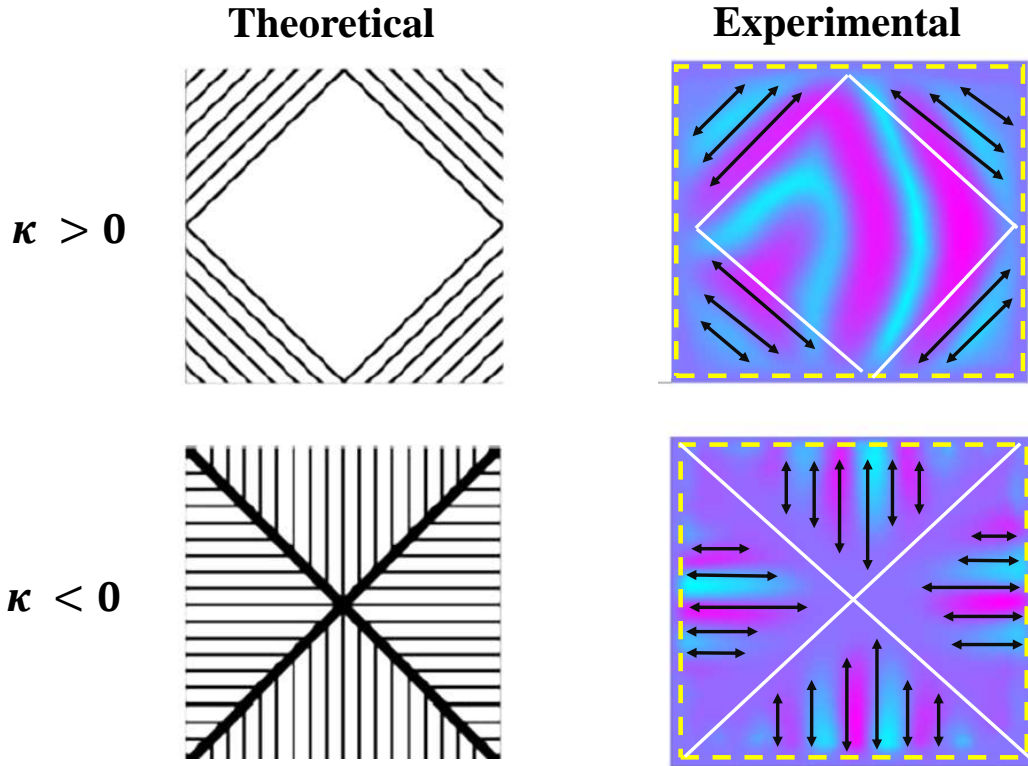 Theoretical
Experimental
κ > 0
κ < 0